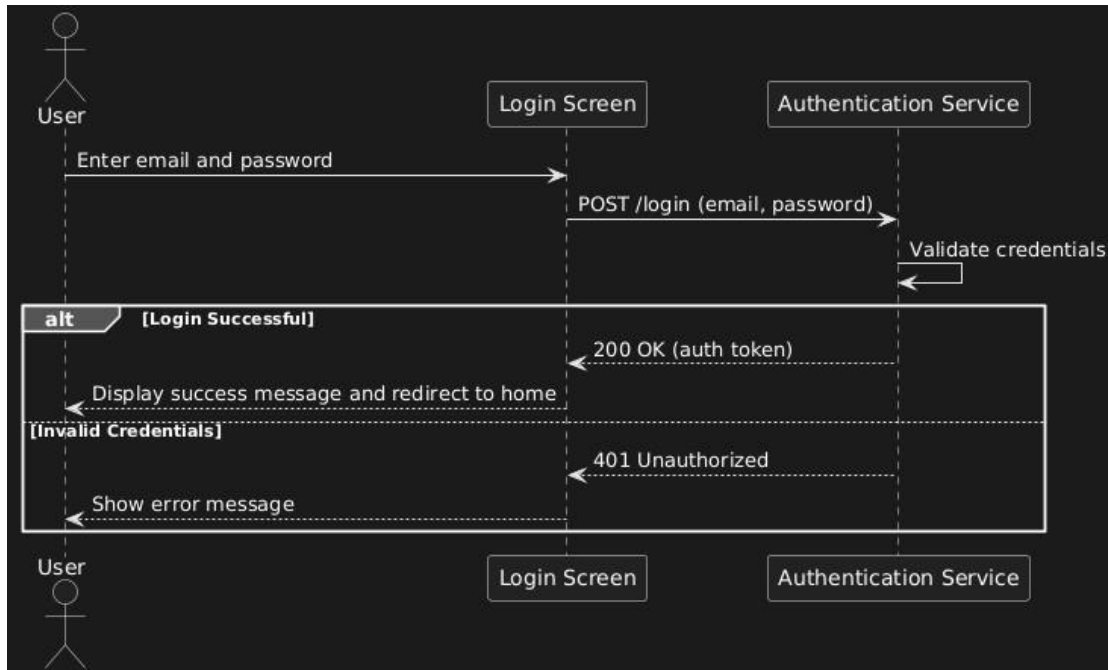 User
Login Screen
Authentication Service
Enter email and password
POST /login (email, password)
Validate credentials
alt [Login Successful]
200 OK (auth token)
Display success message and redirect to home
[Invalid Credentials]
401 Unauthorized
Show error message
User
Login Screen
Authentication Service